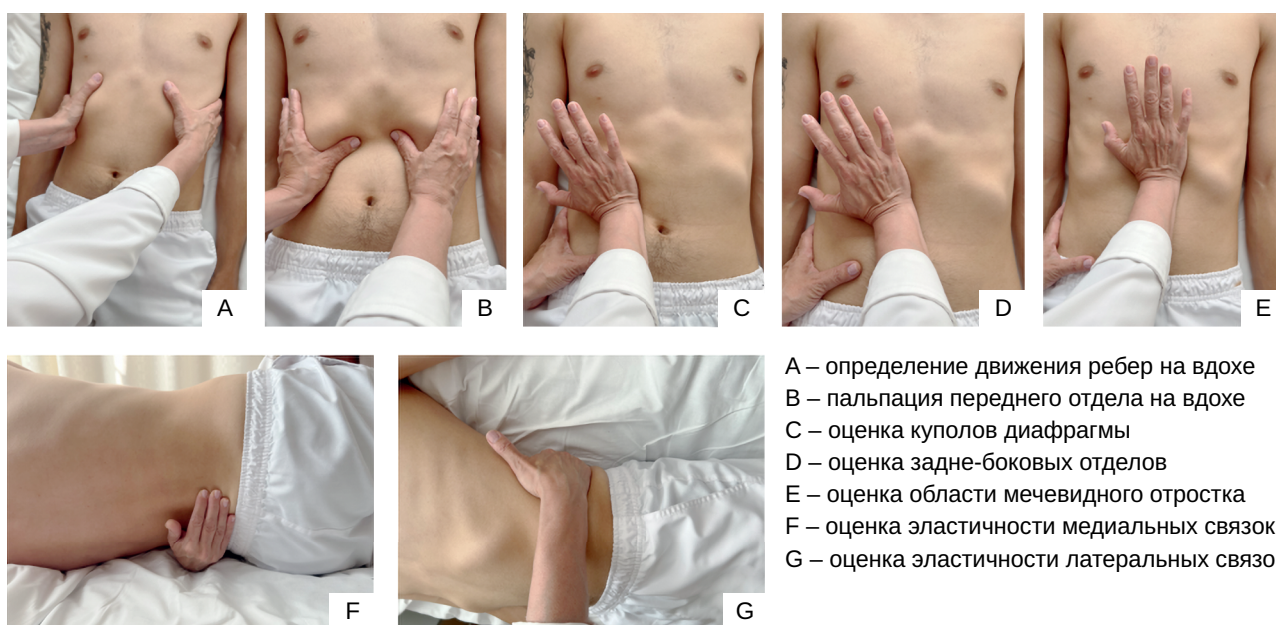 A
B
C
D
E
F
G
A – определение движения ребер на вдохе
B – пальпация переднего отдела на вдохе
C – оценка куполов диафрагмы
D – оценка задне-боковых отделов
E – оценка области мечевидного отростка
F – оценка эластичности медиальных связок
G – оценка эластичности латеральных связо